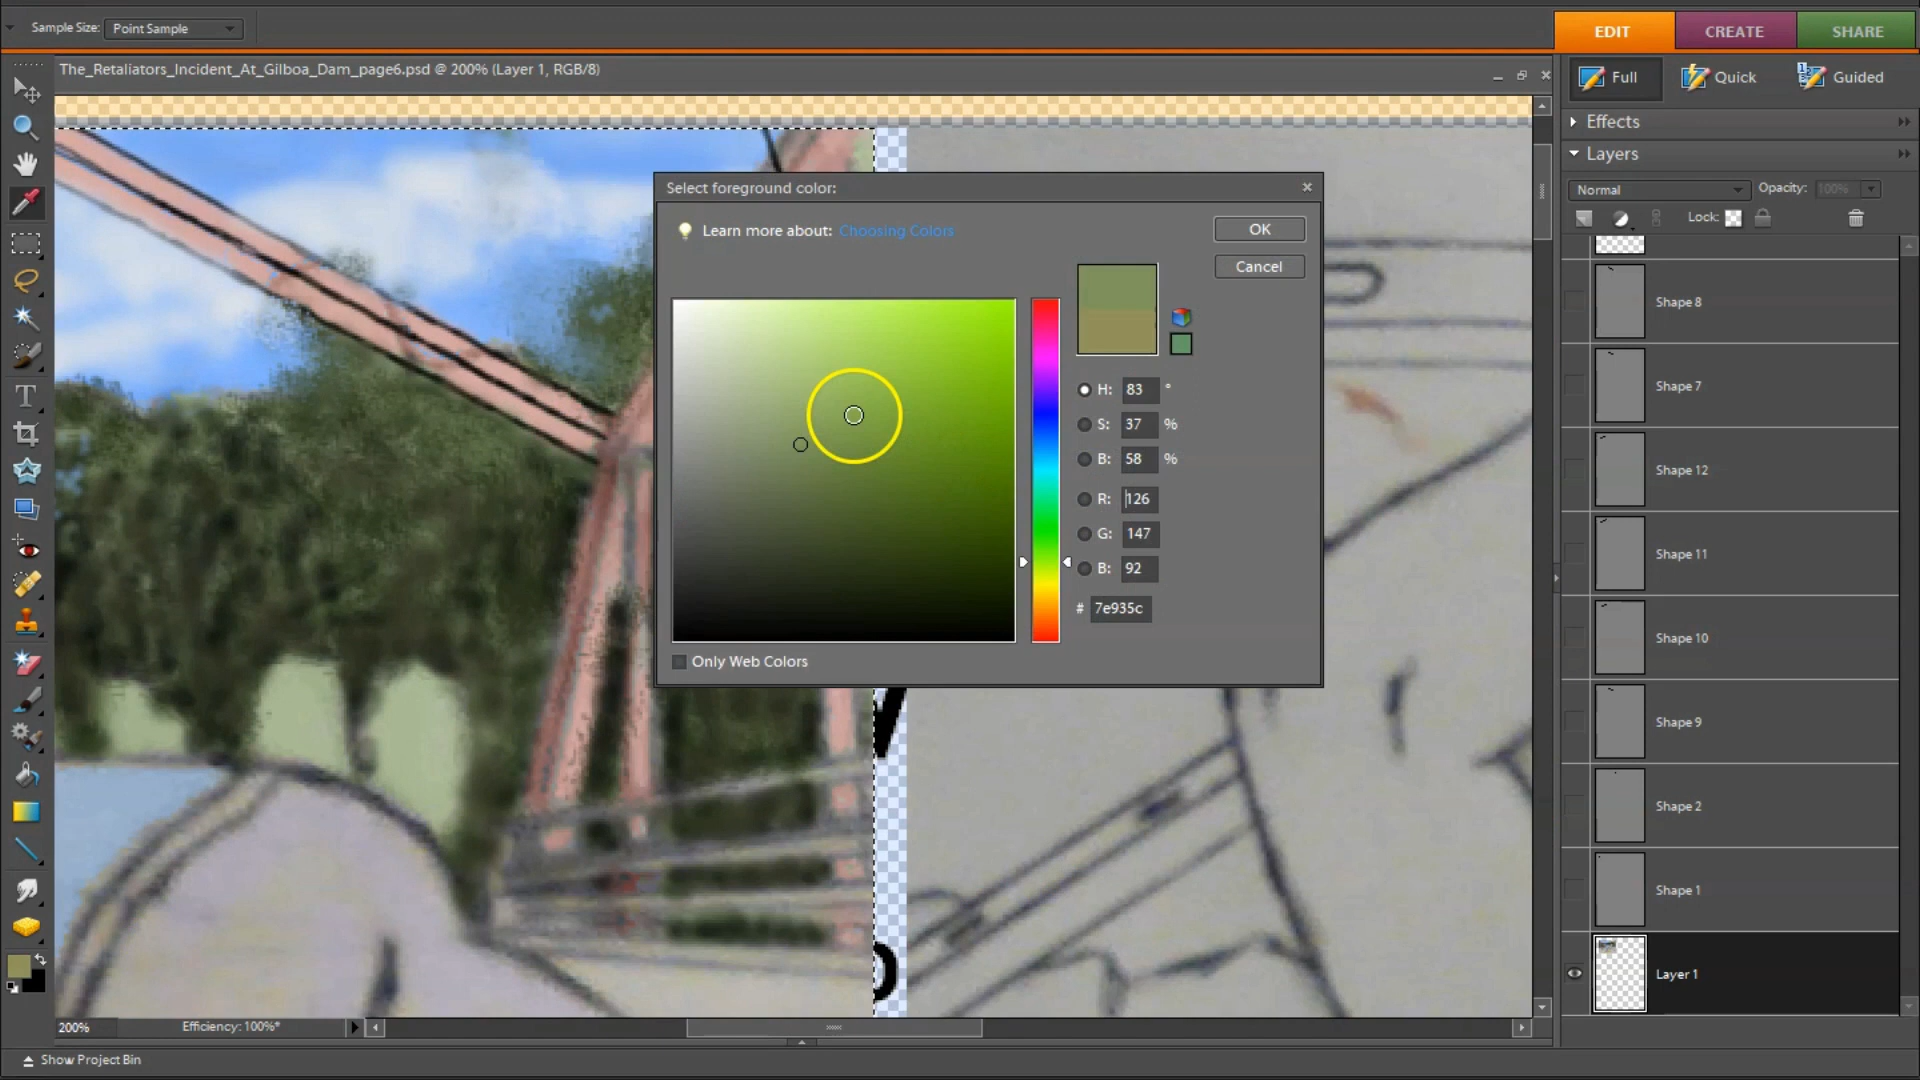 Sample Size: Point Sample
EDIT CREATE SHARE
The_Retaliators_Incident_At_Gilboa_Dam_page6.psd @ 200% (Layer 1, RGB/8)
Full Quick Guided
Effects
Layers
Normal Opacity: 100%
Lock:
Select foreground color:
Learn more about: Choosing Colors
OK
Cancel
H: 83 °
S: 37 %
B: 58 %
R: 126
G: 147
B: 92
# 7e935c
Only Web Colors
Shape 8
Shape 7
Shape 12
Shape 11
Shape 10
Shape 9
Shape 2
Shape 1
Layer 1
200% Efficiency: 100%*
Show Project Bin